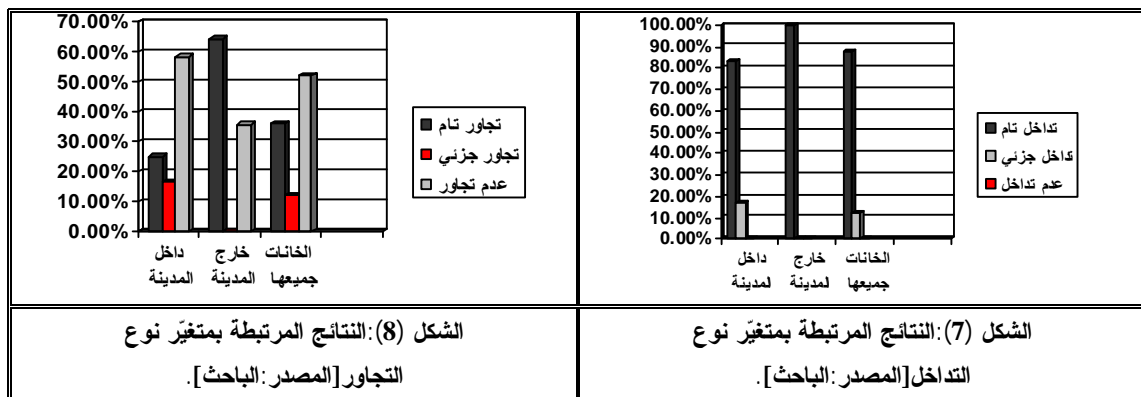 100.00%
90.00%
80.00%
70.00%
60.00%
50.00%
40.00%
30.00%
20.00%
10.00%
0.00%
داخل
لمدينة
خارج
لمدينة
الخانات
جميعها
تداخل تام
تداخل جزئي
عدم تداخل
الشكل (7):النتائج المرتبطة بمتغيّر نوع
التداخل[المصدر:الباحث].
70.00%
60.00%
50.00%
40.00%
30.00%
20.00%
10.00%
0.00%
داخل
المدينة
خارج
المدينة
الخانات
جميعها
تجاور تام
تجاور جزئي
عدم تجاور
الشكل (8):النتائج المرتبطة بمتغيّر نوع
التجاور[المصدر:الباحث].